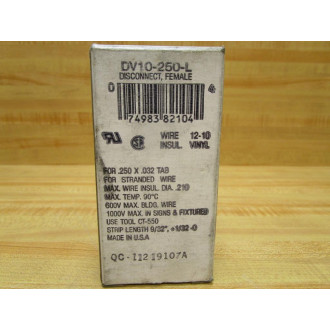 DV10-250-L
DISCONNECT, FEMALE
0
74983 82104
WIRE 12-10
INSUL. VINYL
FOR .250 X .032 TAB
FOR STRANDED WIRE
MAX. WIRE INSUL. DIA. .210
MAX. TEMP. 90°C
600V MAX. BLDG. WIRE
1000V MAX. IN SIGNS & FIXTURES
USE TOOL CT-550
STRIP LENGTH 9/32", +1/32 -0
MADE IN U.S.A
QC-I1219107A